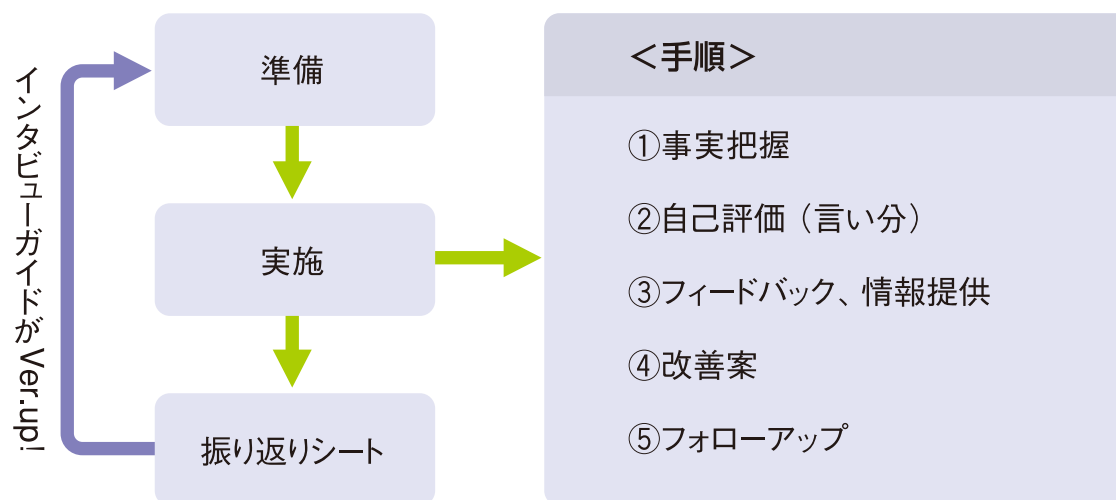 インタビューガイドがVer.up!
準備
実施
振り返りシート
＜手順＞
①事実把握
②自己評価（言い分）
③フィードバック、情報提供
④改善案
⑤フォローアップ